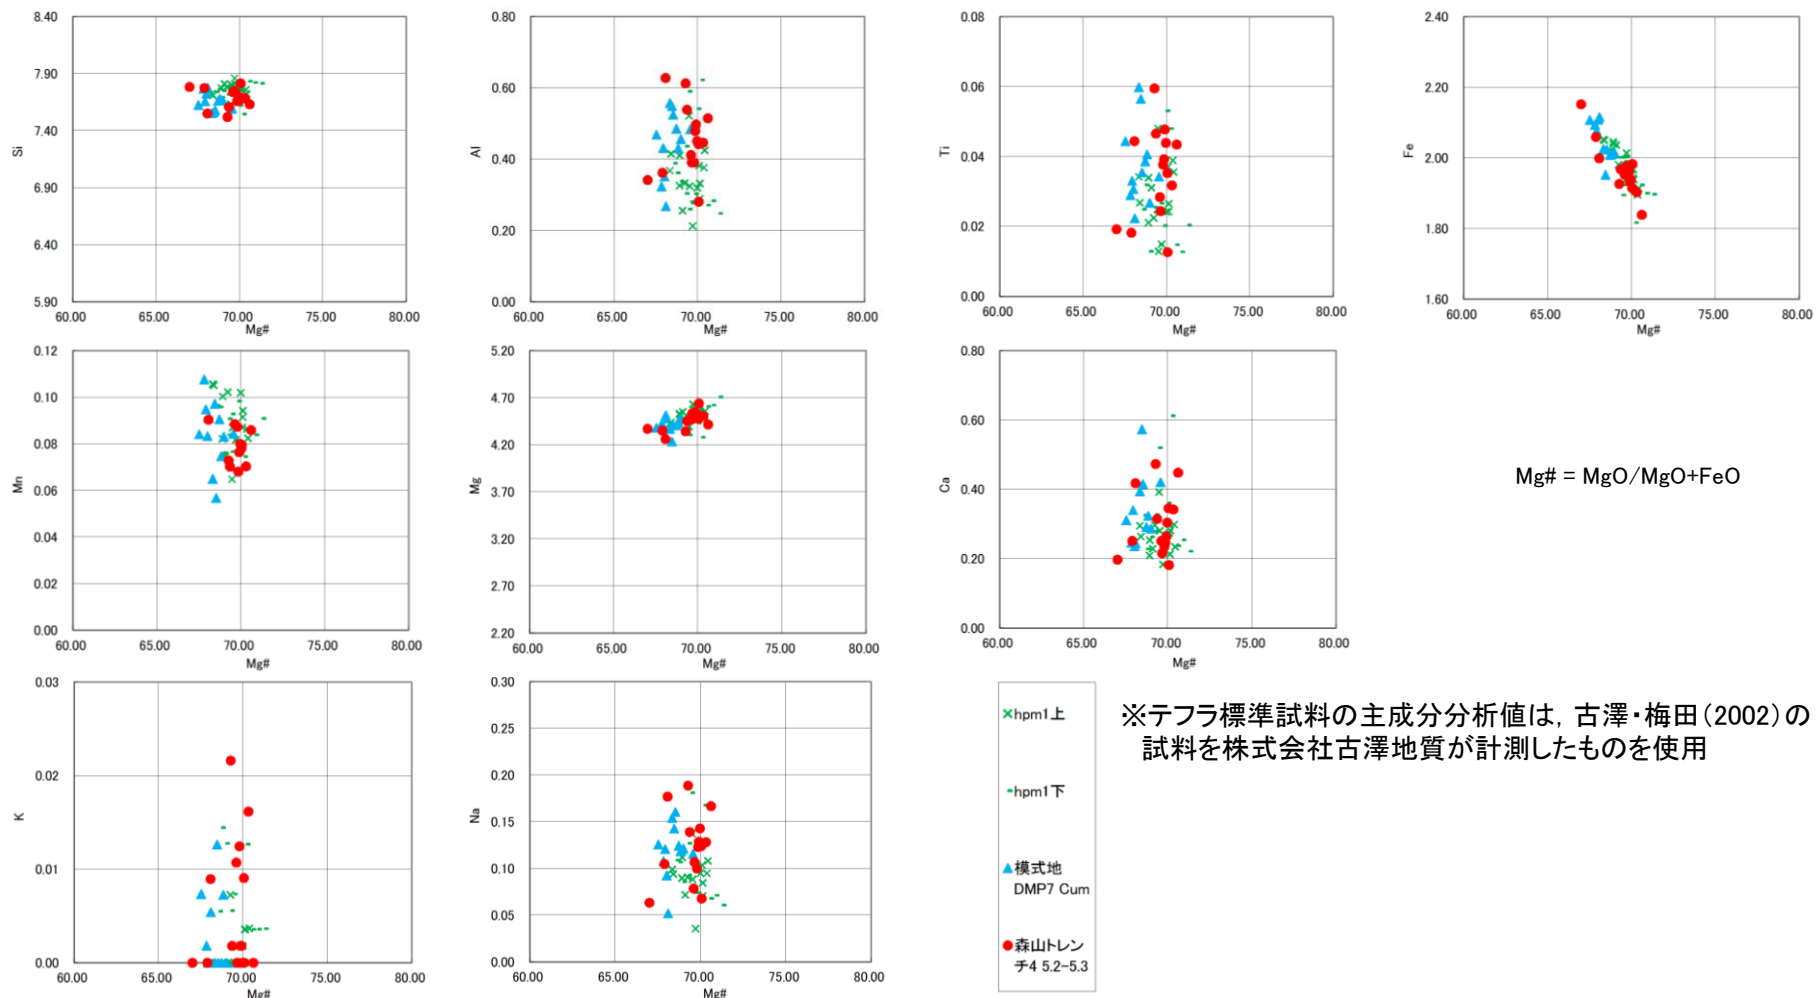 8.40
7.90
7.40
6.90
6.40
5.90
Si
60.00 65.00 70.00 75.00 80.00
Mg#
0.80
0.60
0.40
0.20
0.00
Al
60.00 65.00 70.00 75.00 80.00
Mg#
0.08
0.06
0.04
0.02
0.00
Ti
60.00 65.00 70.00 75.00 80.00
Mg#
2.40
2.20
2.00
1.80
1.60
Fe
60.00 65.00 70.00 75.00 80.00
Mg#
0.12
0.10
0.08
0.06
0.04
0.02
0.00
Mn
60.00 65.00 70.00 75.00 80.00
Mg#
5.20
4.70
4.20
3.70
3.20
2.70
2.20
Mg
60.00 65.00 70.00 75.00 80.00
Mg#
0.80
0.60
0.40
0.20
0.00
Ca
60.00 65.00 70.00 75.00 80.00
Mg#
Mg# = MgO/MgO+FeO
0.03
0.02
0.01
0.00
K
60.00 65.00 70.00 75.00 80.00
Mg#
0.30
0.25
0.20
0.15
0.10
0.05
0.00
Na
60.00 65.00 70.00 75.00 80.00
Mg#
hpm1上
hpm1下
模式地
DMP7 Cum
森山トレン
チ4 5.2-5.3
※テフラ標準試料の主成分分析値は，古澤・梅田(2002)の
試料を株式会社古澤地質が計測したものを使用